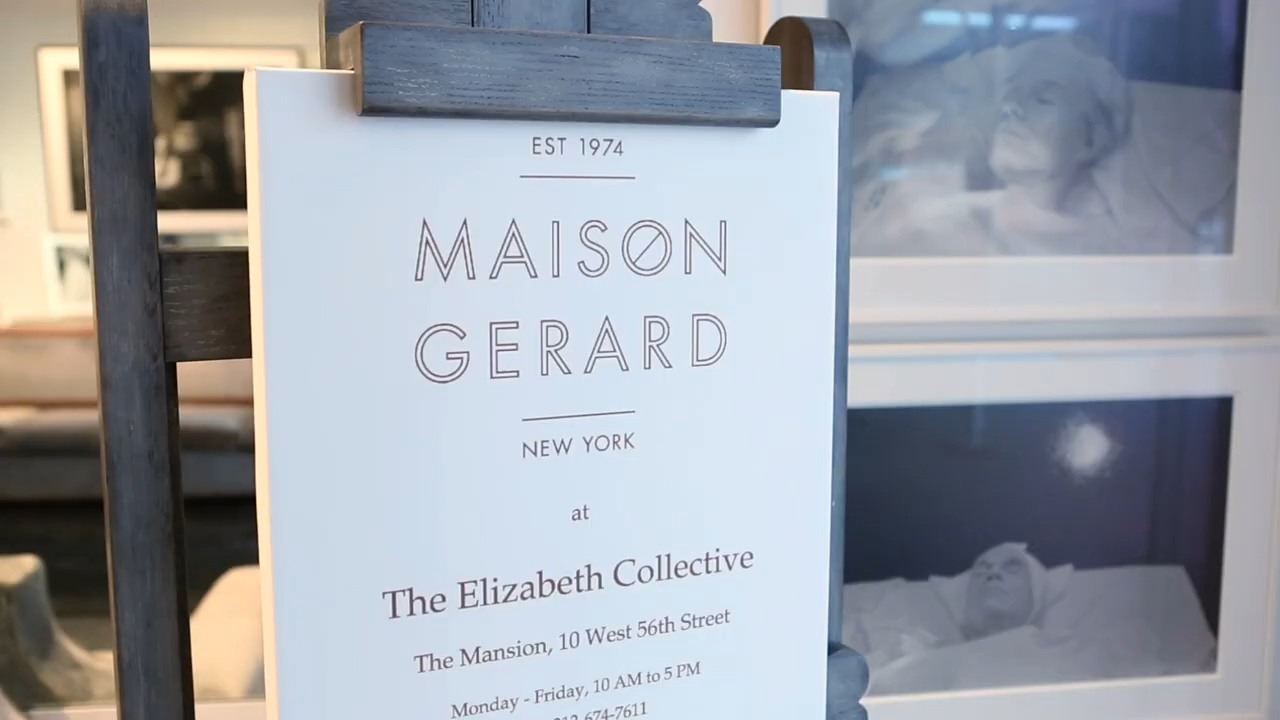 EST 1974
MAISON
GERARD
NEW YORK
at
The Elizabeth Collective
The Mansion, 10 West 56th Street
Monday - Friday, 10 AM to 5 PM
212-674-7611